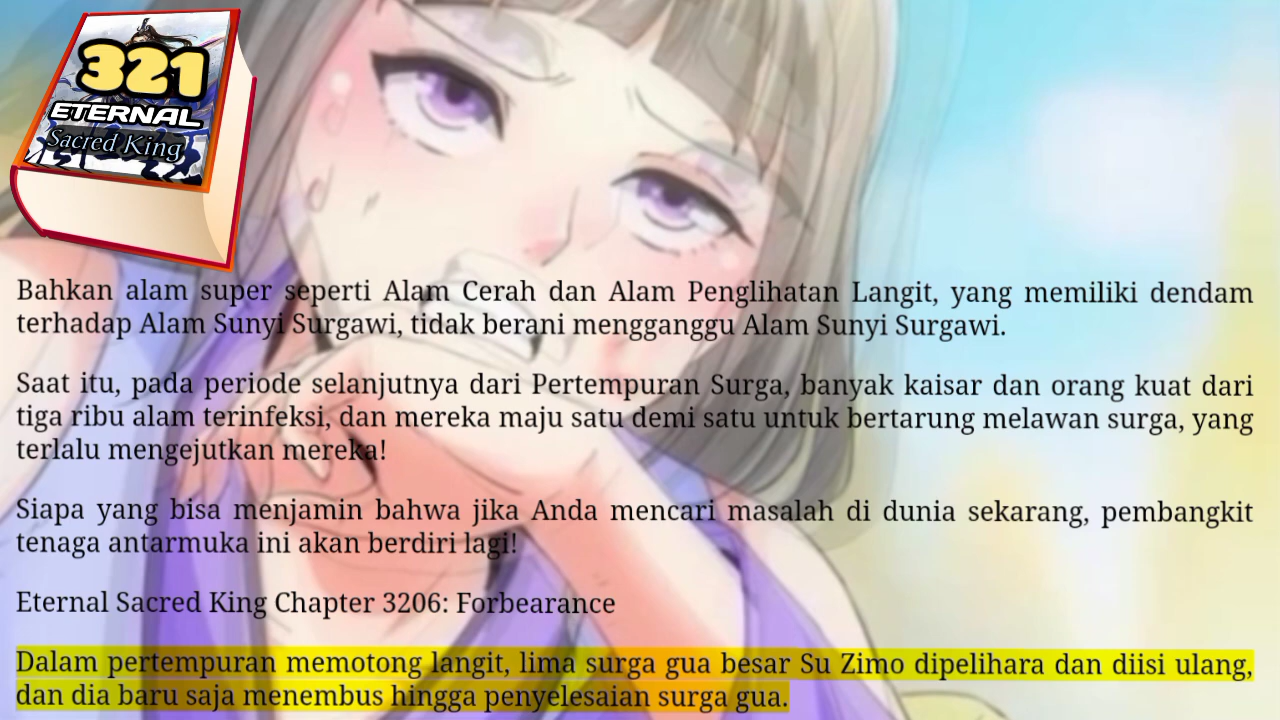 321
ETERNAL
Sacred King
Bahkan alam super seperti Alam Cerah dan Alam Penglihatan Langit, yang memiliki dendam
terhadap Alam Sunyi Surgawi, tidak berani mengganggu Alam Sunyi Surgawi.
Saat itu, pada periode selanjutnya dari Pertempuran Surga, banyak kaisar dan orang kuat dari
tiga ribu alam terinfeksi, dan mereka maju satu demi satu untuk bertarung melawan surga, yang
terlalu mengejutkan mereka!
Siapa yang bisa menjamin bahwa jika Anda mencari masalah di dunia sekarang, pembangkit
tenaga antarmuka ini akan berdiri lagi!
Eternal Sacred King Chapter 3206: Forbearance
Dalam pertempuran memotong langit, lima surga gua besar Su Zimo dipelihara dan diisi ulang,
dan dia baru saja menembus hingga penyelesaian surga gua.